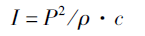 I = P²/ρ · c